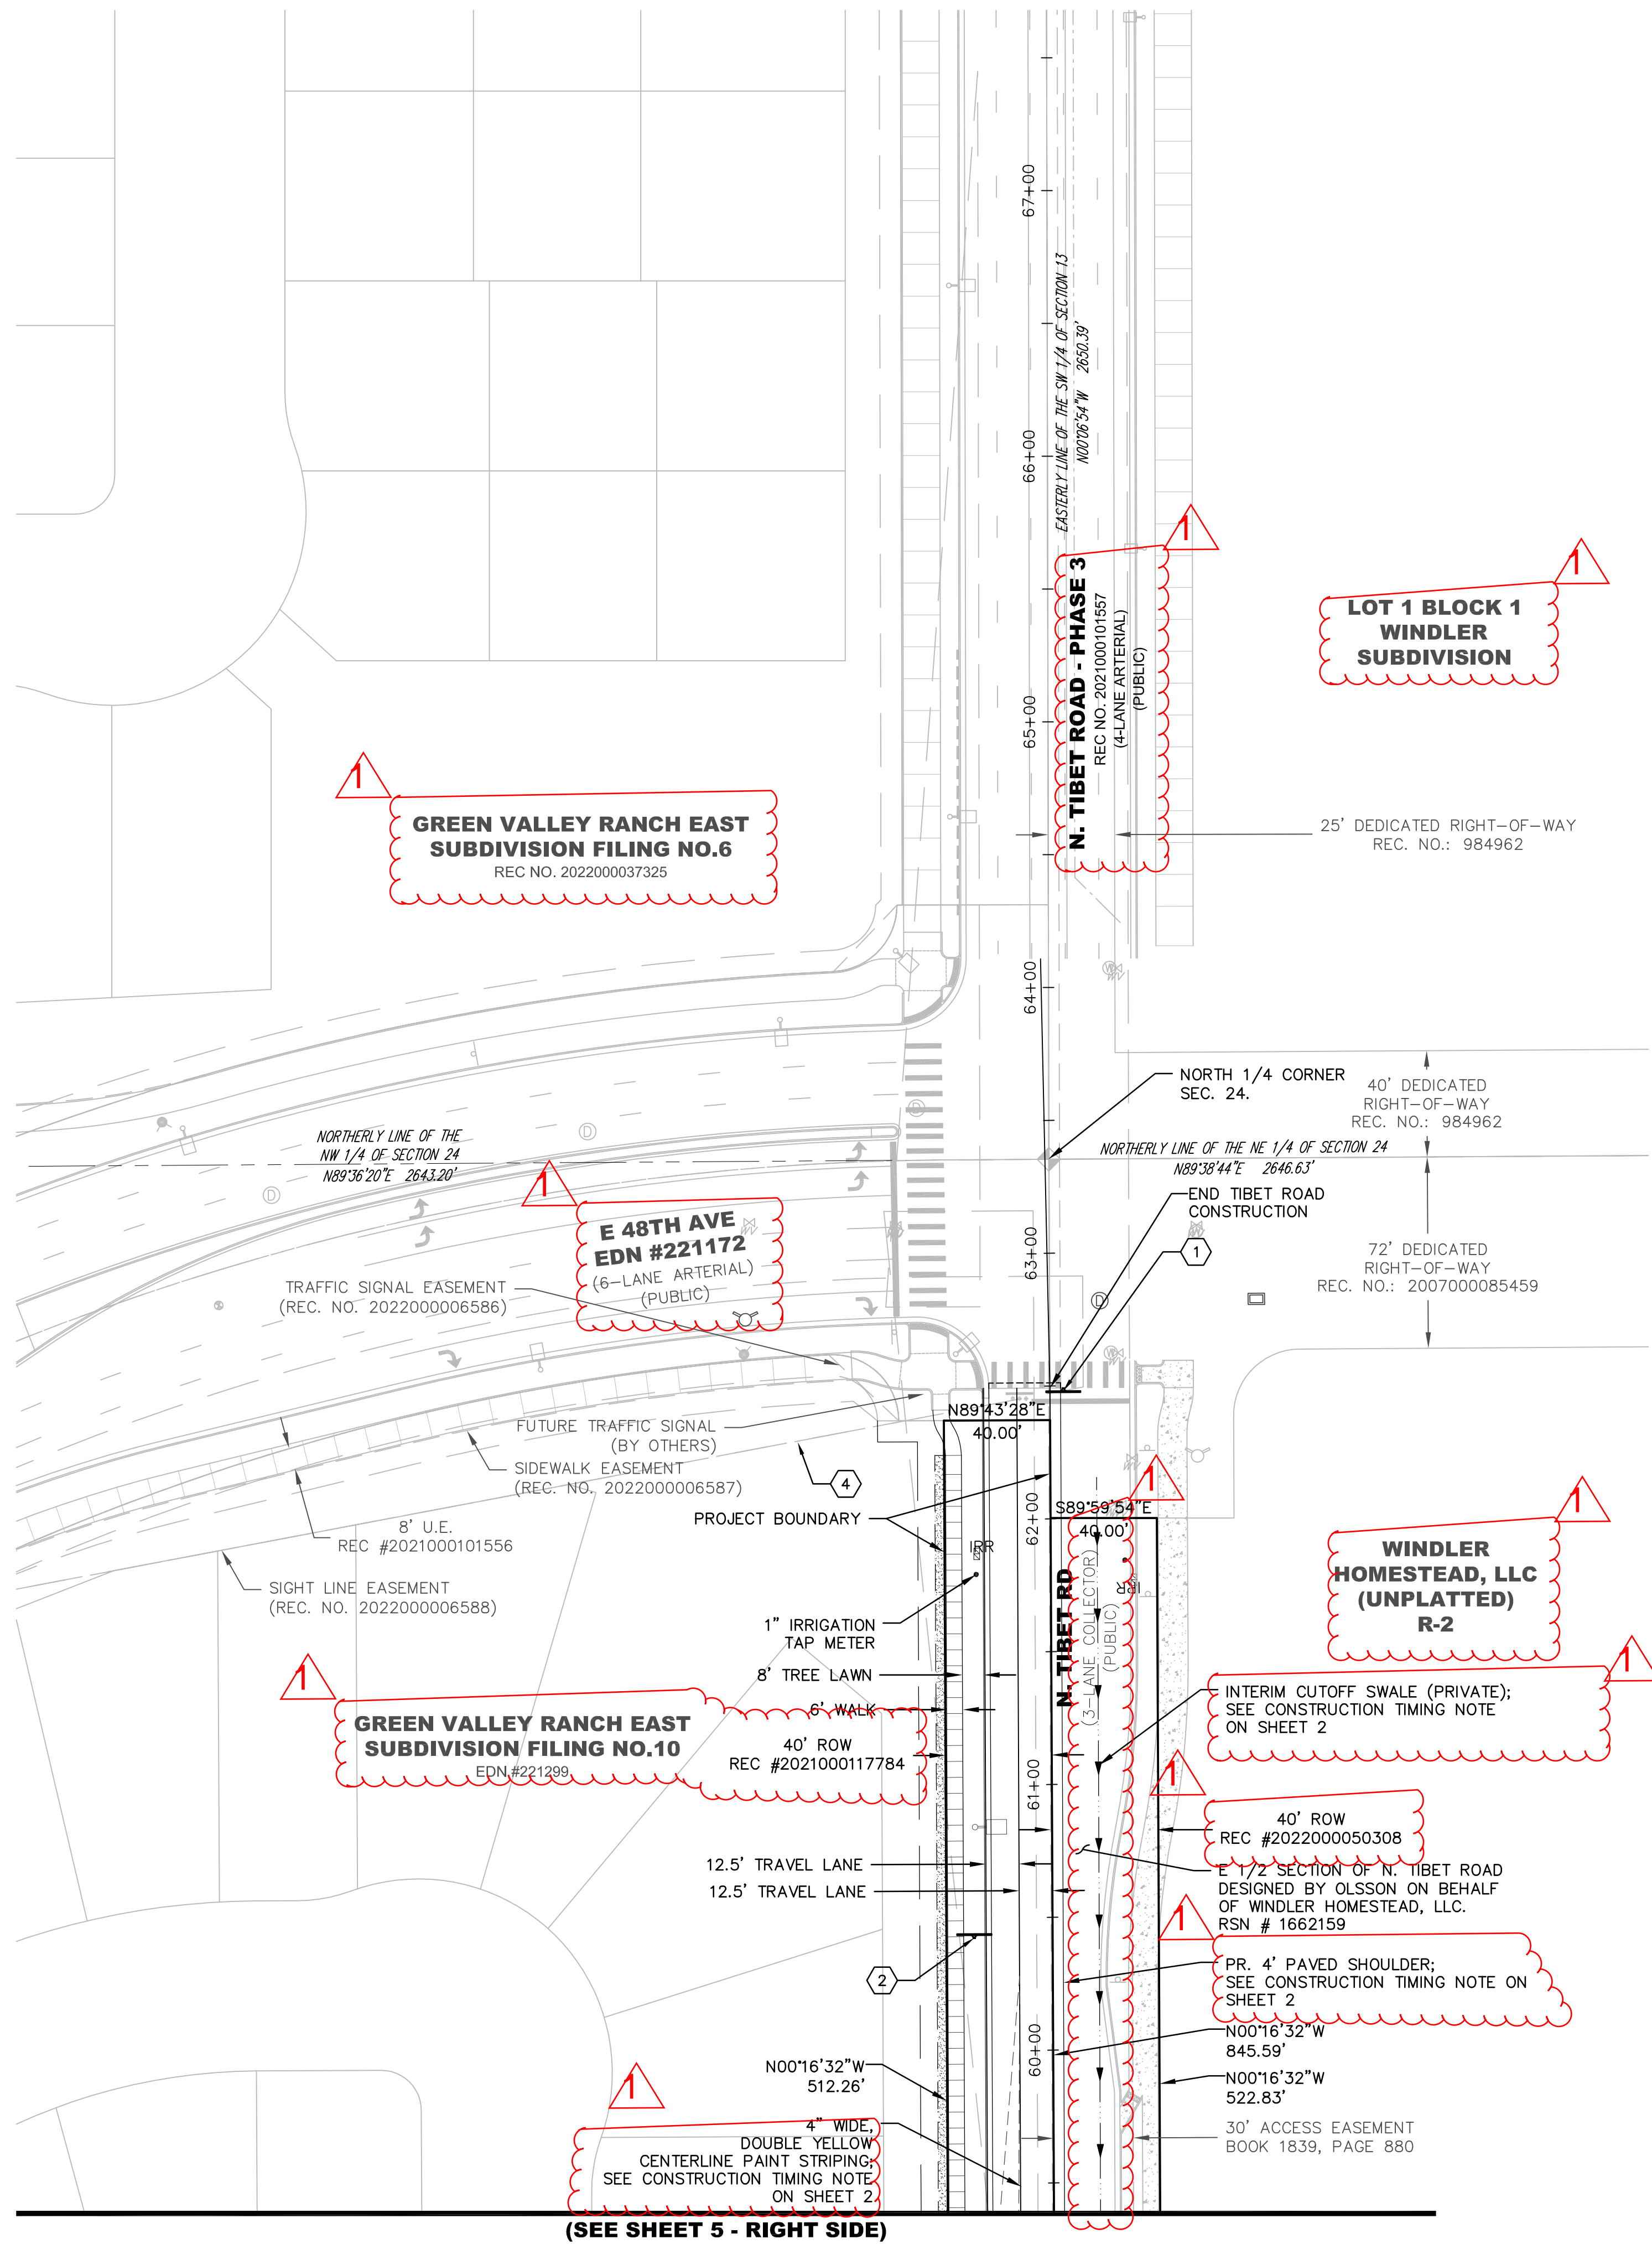 67+00
EASTERLY LINE OF THE SW 1/4 OF SECTION 13
N00°06'54"W 2650.39'
66+00
1
1
N. TIBET ROAD - PHASE 3
REC NO. 2021000101557
(4-LANE ARTERIAL)
(PUBLIC)
LOT 1 BLOCK 1
WINDLER
SUBDIVISION
65+00
1
GREEN VALLEY RANCH EAST
SUBDIVISION FILING NO.6
REC NO. 2022000037325
25' DEDICATED RIGHT-OF-WAY
REC. NO.: 984962
64+00
W
NORTH 1/4 CORNER
SEC. 24.
40' DEDICATED
RIGHT-OF-WAY
REC. NO.: 984962
D
D
D
NORTHERLY LINE OF THE
NW 1/4 OF SECTION 24
N89°36'20"E 2643.20'
NORTHERLY LINE OF THE NE 1/4 OF SECTION 24
N89°38'44"E 2646.63'
1
E 48TH AVE
EDN #221172
(6-LANE ARTERIAL)
(PUBLIC)
END TIBET ROAD
CONSTRUCTION
1
63+00
72' DEDICATED
RIGHT-OF-WAY
REC. NO.: 2007000085459
D
TRAFFIC SIGNAL EASEMENT
(REC. NO. 2022000006586)
W
N89°43'28"E
40.00'
FUTURE TRAFFIC SIGNAL
(BY OTHERS)
SIDEWALK EASEMENT
(REC. NO. 2022000006587)
4
1
PROJECT BOUNDARY
62+00
S89°59'54"E
40.00'
8' U.E.
REC #2021000101556
IRR
IRR
1
WINDLER
HOMESTEAD, LLC
(UNPLATTED)
R-2
SIGHT LINE EASEMENT
(REC. NO. 2022000006588)
N. TIBET RD
(3-LANE COLLECTOR)
(PUBLIC)
1" IRRIGATION
TAP METER
8' TREE LAWN
6' WALK
1
1
INTERIM CUTOFF SWALE (PRIVATE);
SEE CONSTRUCTION TIMING NOTE
ON SHEET 2
GREEN VALLEY RANCH EAST
SUBDIVISION FILING NO.10
EDN #221299
40' ROW
REC #2021000117784
61+00
1
40' ROW
REC #2022000050308
12.5' TRAVEL LANE
12.5' TRAVEL LANE
E 1/2 SECTION OF N. TIBET ROAD
DESIGNED BY OLSSON ON BEHALF
OF WINDLER HOMESTEAD, LLC.
RSN # 1662159
1
2
PR. 4' PAVED SHOULDER;
SEE CONSTRUCTION TIMING NOTE ON
SHEET 2
60+00
N00°16'32"W
845.59'
N00°16'32"W
512.26'
N00°16'32"W
522.83'
1
4" WIDE,
DOUBLE YELLOW
CENTERLINE PAINT STRIPING;
SEE CONSTRUCTION TIMING NOTE
ON SHEET 2
30' ACCESS EASEMENT
BOOK 1839, PAGE 880
(SEE SHEET 5 - RIGHT SIDE)